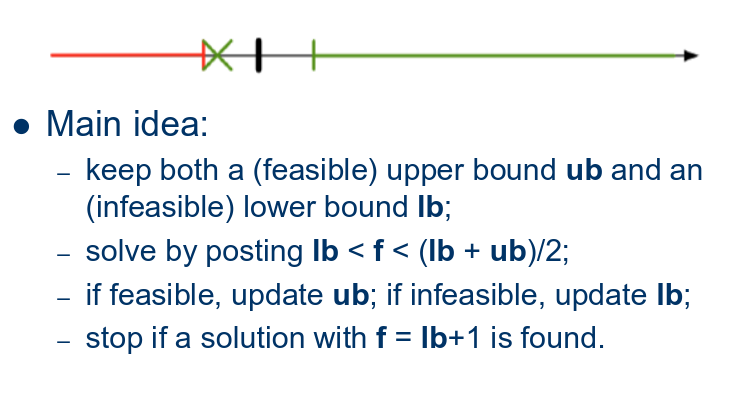 ● Main idea:
– keep both a (feasible) upper bound ub and an
(infeasible) lower bound lb;
– solve by posting lb < f < (lb + ub)/2;
– if feasible, update ub; if infeasible, update lb;
– stop if a solution with f = lb+1 is found.